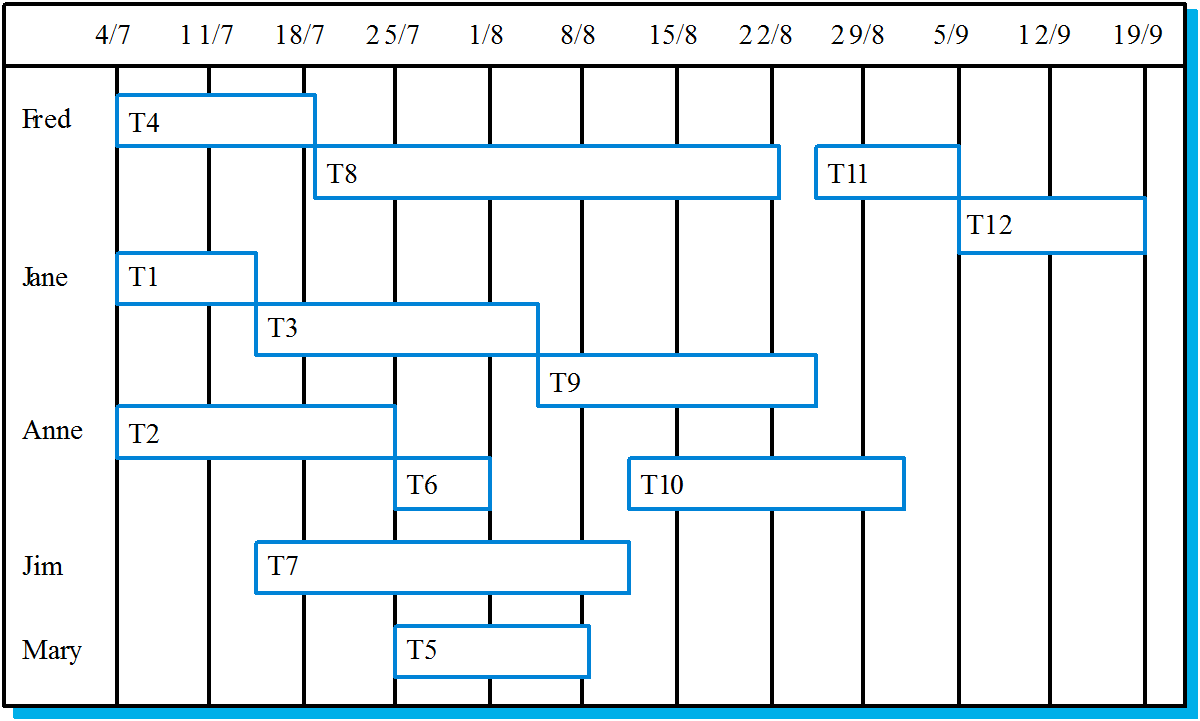 4/7 11/7 18/7 25/7 1/8 8/8 15/8 22/8 29/8 5/9 12/9 19/9
Fred T4
T8 T11
T12
Jane T1
T3
T9
Anne T2
T6 T10
Jim T7
Mary T5